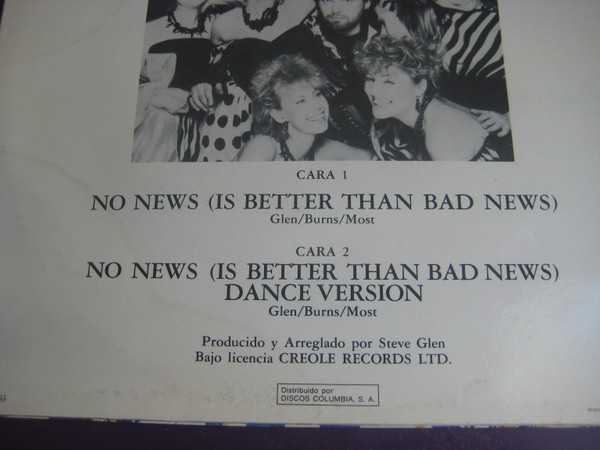 CARA 1
NO NEWS (IS BETTER THAN BAD NEWS)
Glen/Burns/Most
CARA 2
NO NEWS (IS BETTER THAN BAD NEWS)
DANCE VERSION
Glen/Burns/Most
Producido y Arreglado por Steve Glen
Bajo licencia CREOLE RECORDS LTD.
Distribuido por
DISCOS COLUMBIA, S. A.